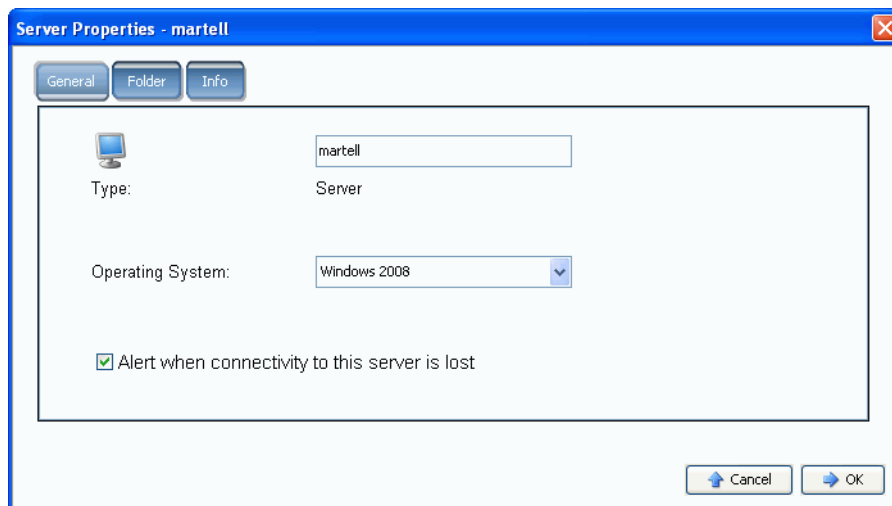 Server Properties - martell
General Folder Info
martell
Type: Server
Operating System: Windows 2008
Alert when connectivity to this server is lost
Cancel OK